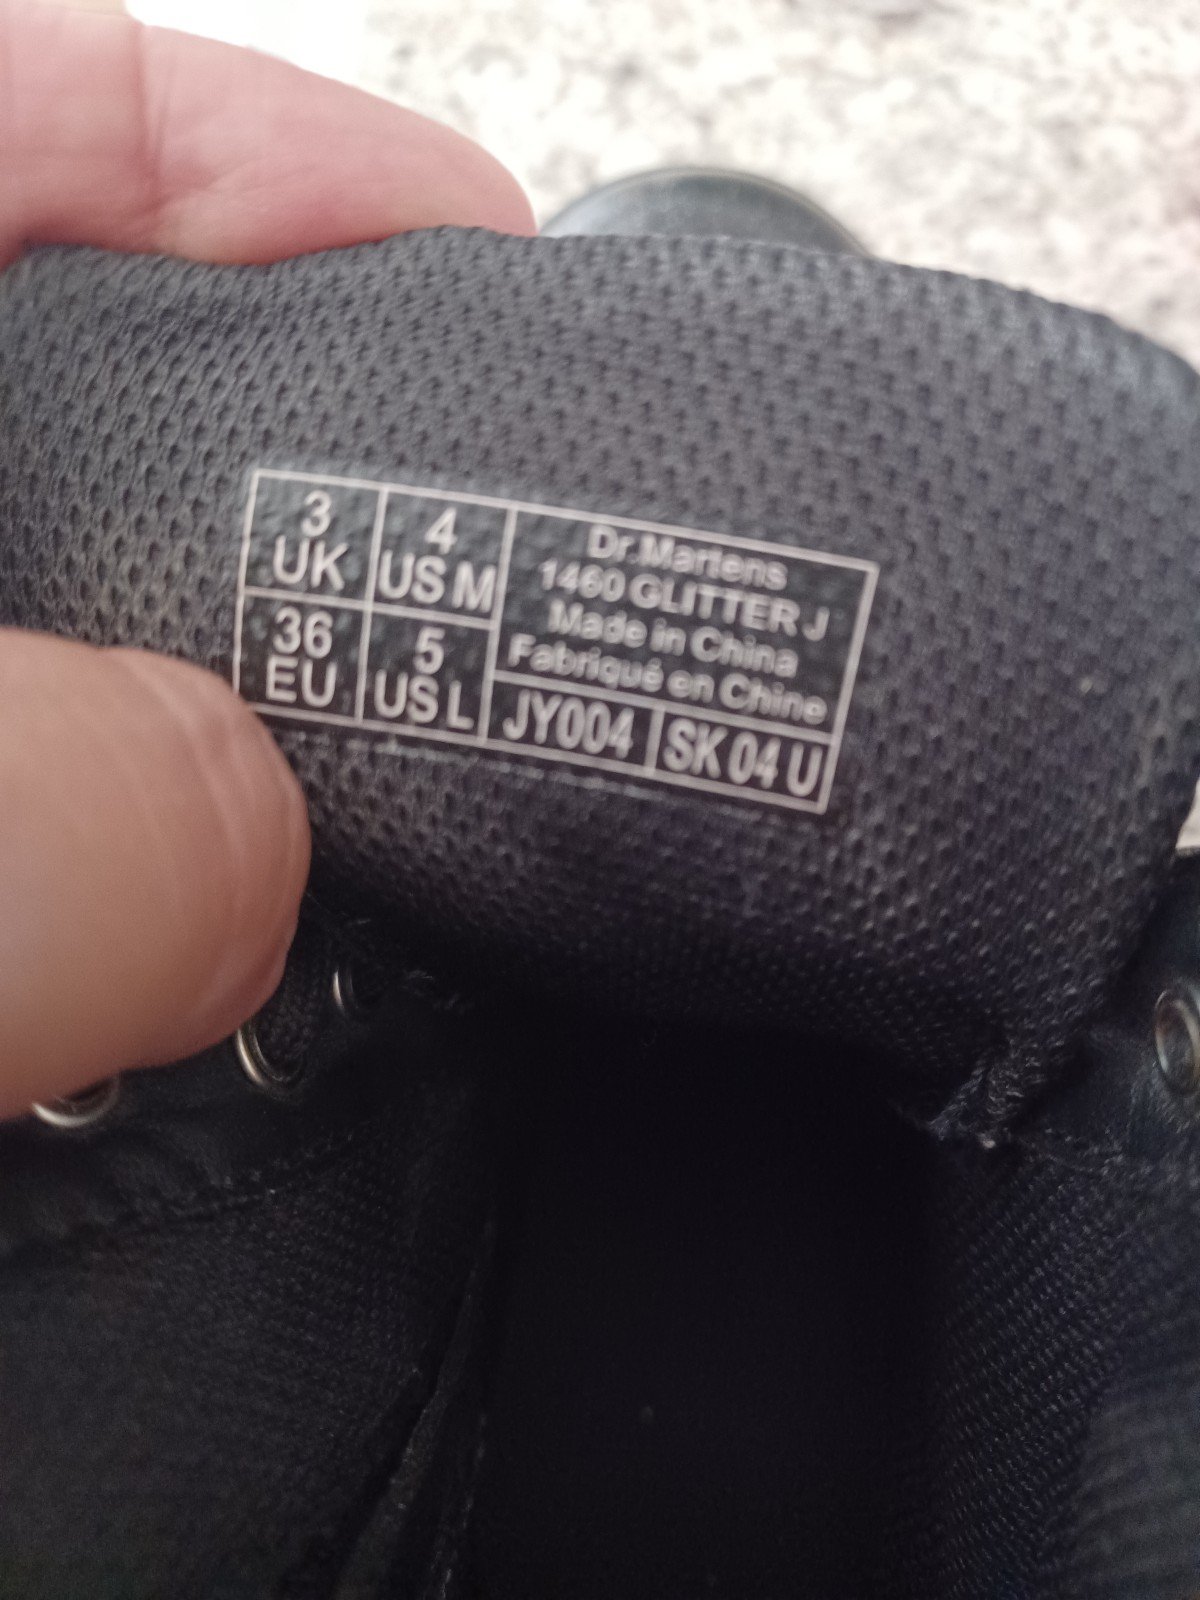 3
UK
4
US M
36
EU
5
US L
Dr.Martens
1460 GLITTER J
Made in China
Fabriqué en Chine
JY004
SK 04 U